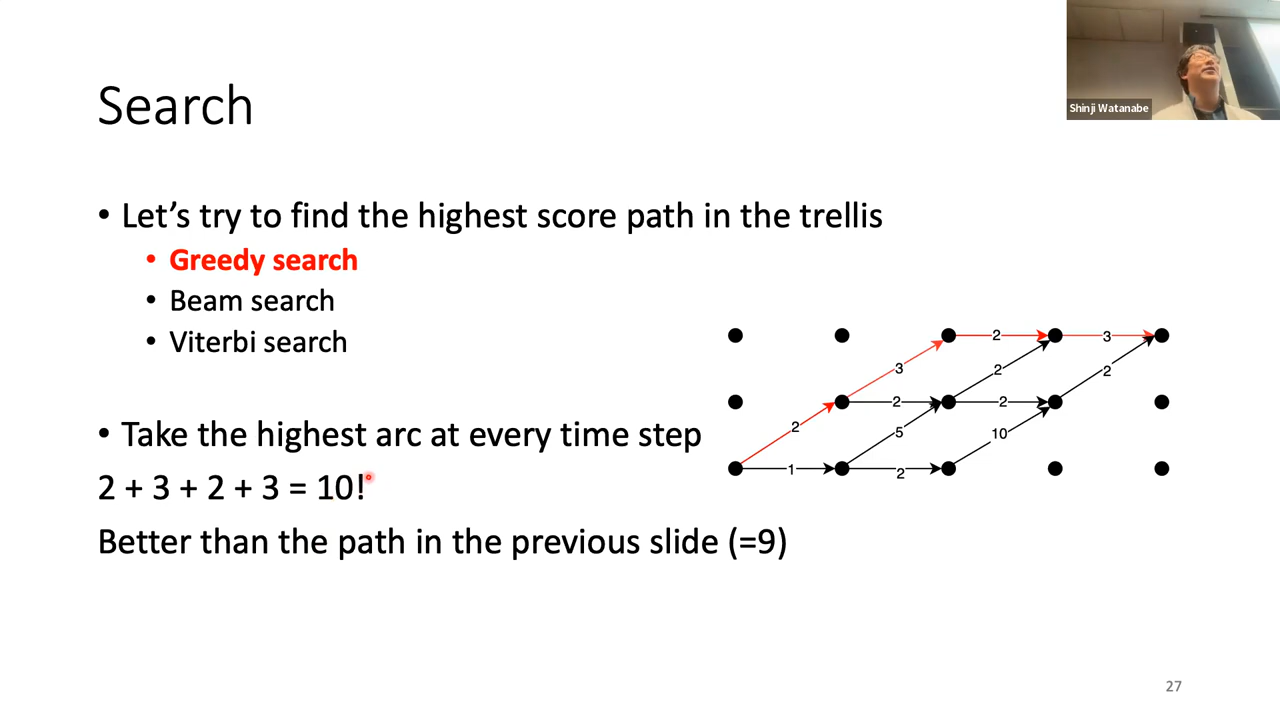 Shinji Watanabe
Search
• Let's try to find the highest score path in the trellis
• Greedy search
• Beam search
• Viterbi search
2 3
3 2 2
2 2 2
5 10
1 2
• Take the highest arc at every time step
2 + 3 + 2 + 3 = 10!
Better than the path in the previous slide (=9)
27